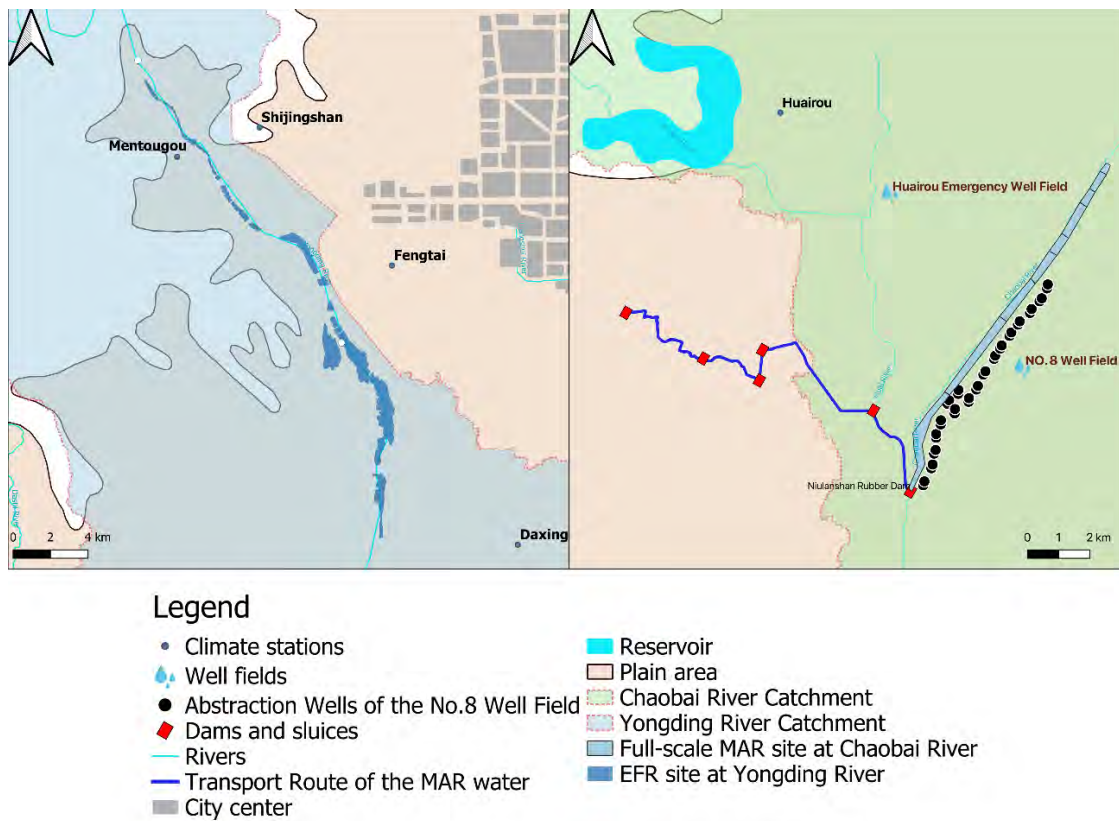 Shijingshan
Mentougou
Fengtai
Daxing
0 2 4 km
Huairou
Huairou Emergency Well Field
Chaobai River
NO. 8 Well Field
Niulanshan Rubber Dam
0 1 2 km
Legend
Climate stations
Well fields
Abstraction Wells of the No.8 Well Field
Dams and sluices
Rivers
Transport Route of the MAR water
City center
Reservoir
Plain area
Chaobai River Catchment
Yongding River Catchment
Full-scale MAR site at Chaobai River
EFR site at Yongding River